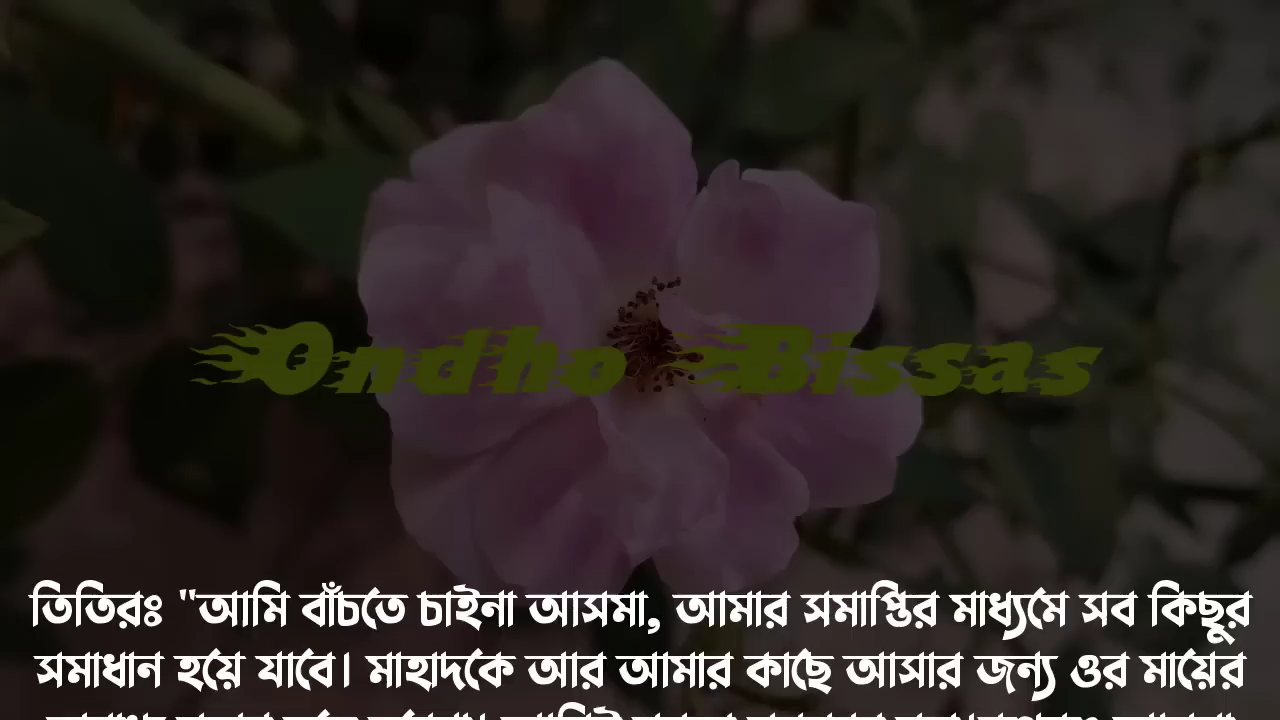 Ondho Bissas
তিতিরঃ "আমি বাঁচতে চাইনা আসমা, আমার সমাপ্তির মাধ্যমে সব কিছুর
সমাধান হয়ে যাবে। মাহাদকে আর আমার কাছে আসার জন্য ওর মায়ের